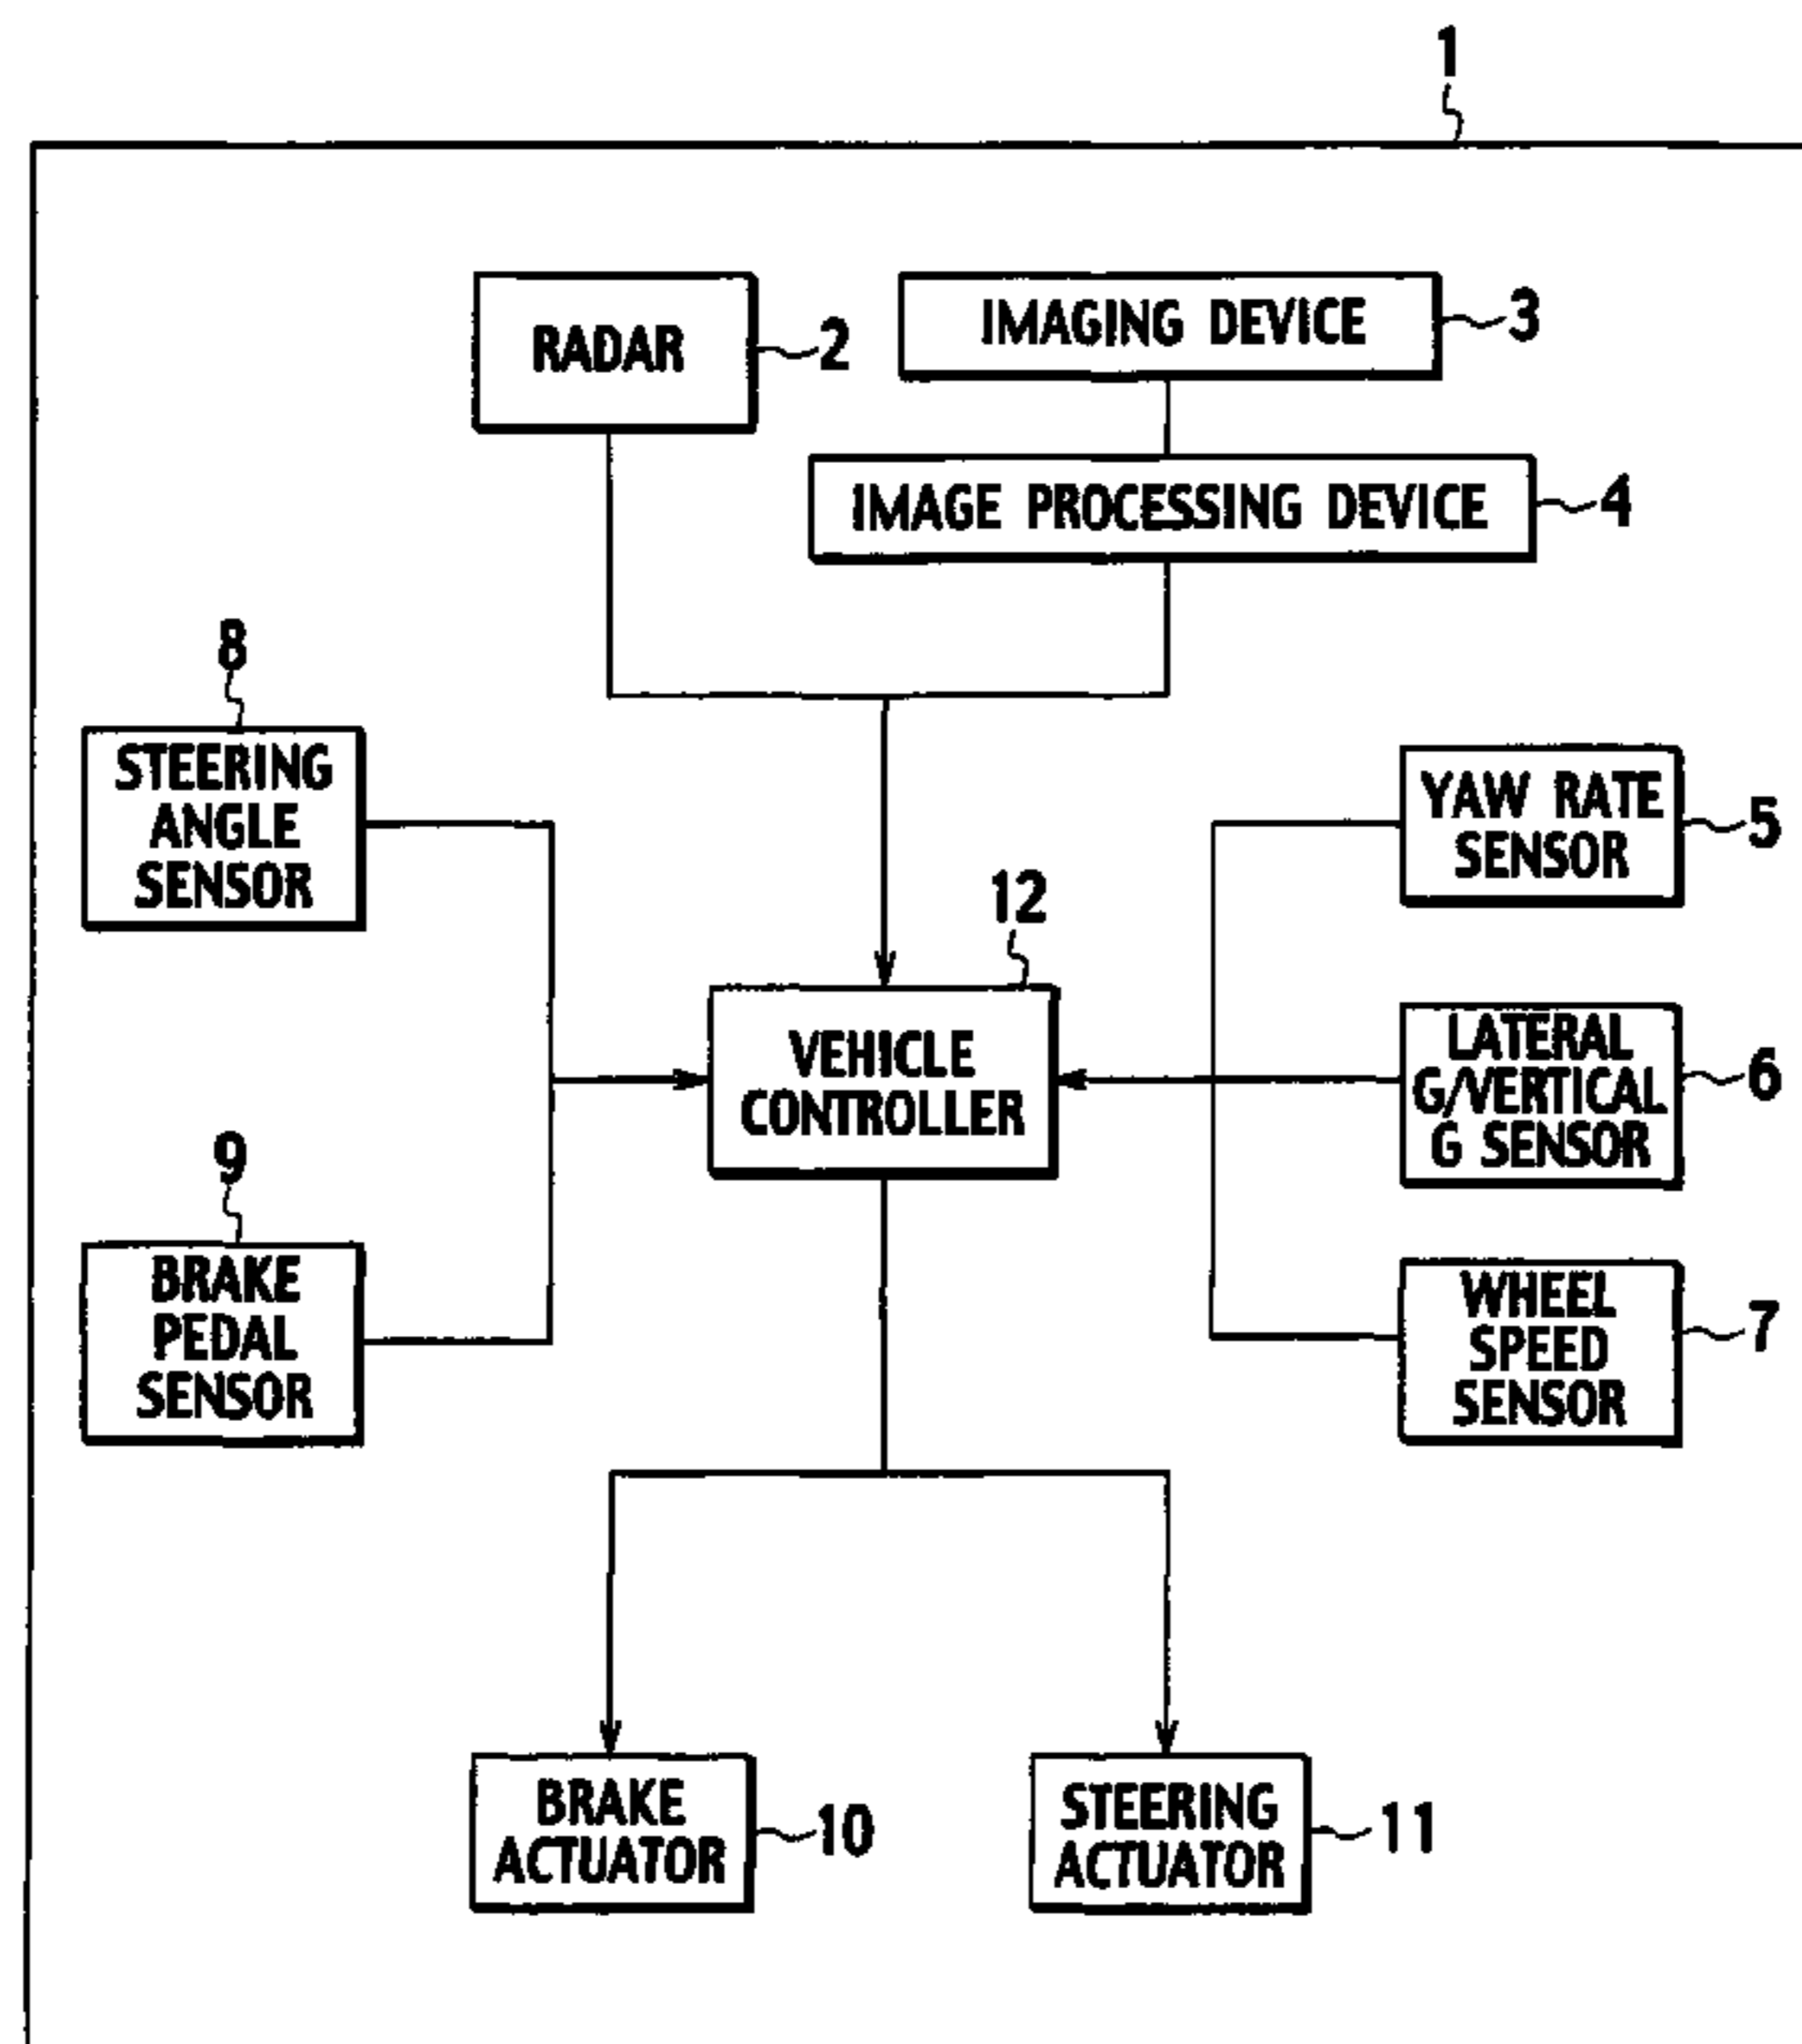 1
RADAR
2
IMAGING DEVICE
3
IMAGE PROCESSING DEVICE
4
8
STEERING
ANGLE
SENSOR
YAW RATE
SENSOR
5
12
VEHICLE
CONTROLLER
LATERAL
G/VERTICAL
G SENSOR
6
9
BRAKE
PEDAL
SENSOR
WHEEL
SPEED
SENSOR
7
BRAKE
ACTUATOR
10
STEERING
ACTUATOR
11